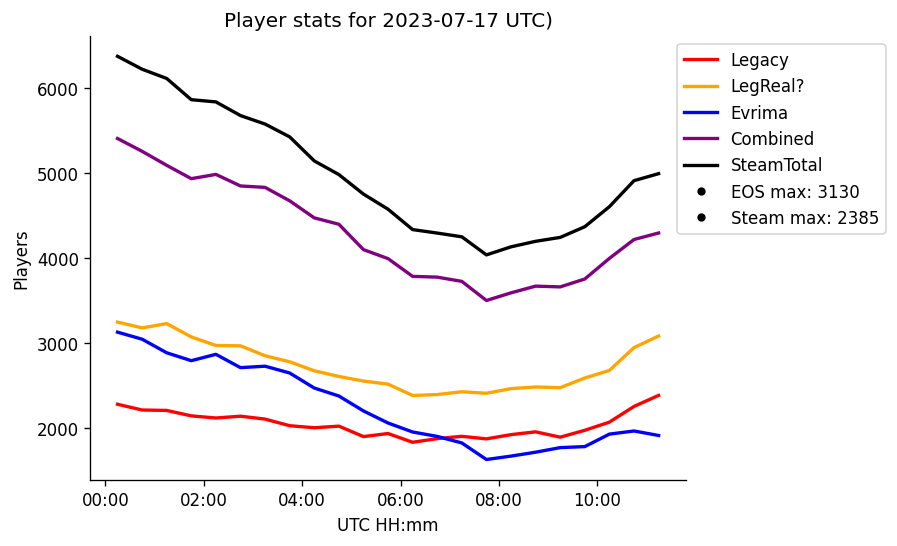 Player stats for 2023-07-17 UTC)
Legacy
LegReal?
Evrima
Combined
SteamTotal
EOS max: 3130
Steam max: 2385
Players
6000
5000
4000
3000
2000
00:00
02:00
04:00
06:00
08:00
10:00
UTC HH:mm